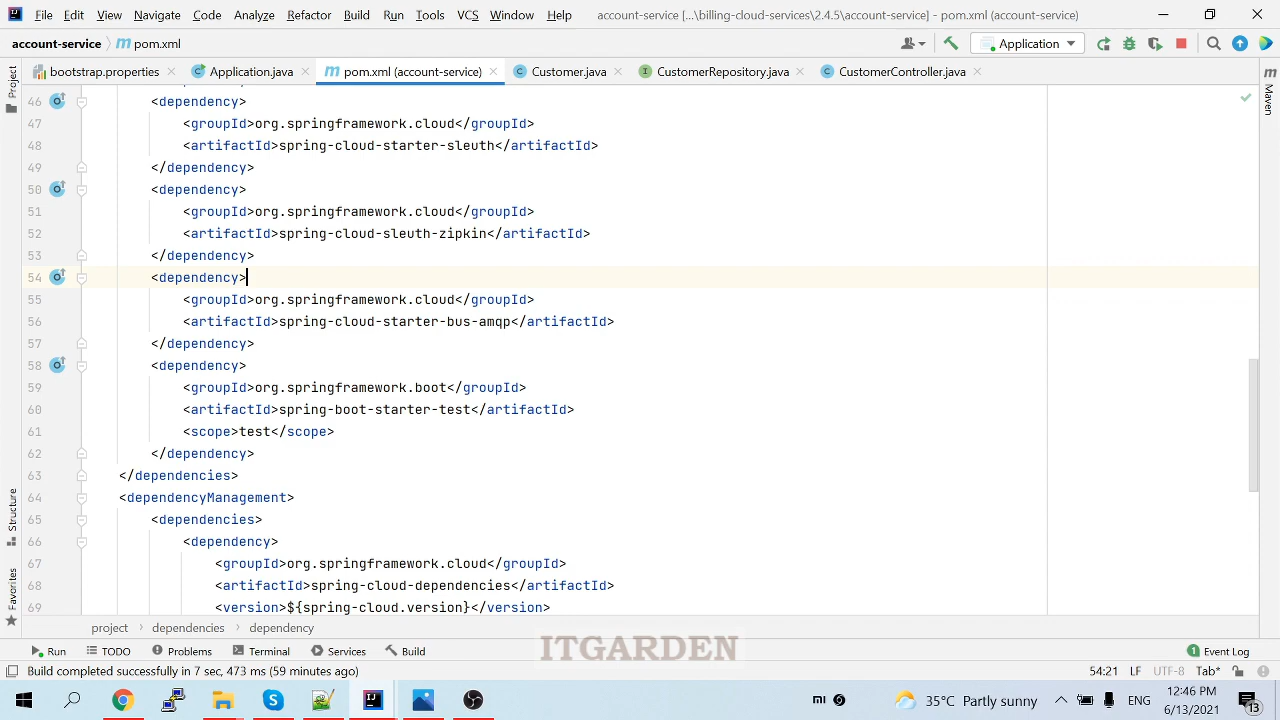 File Edit View Navigate Code Analyze Refactor Build Run Tools VCS Window Help account-service [...\billing-cloud-services\2.4.5\account-service] - pom.xml (account-service)
account-service pom.xml Application
bootstrap.properties Application.java pom.xml (account-service) Customer.java CustomerRepository.java CustomerController.java
Project
Maven
Structure
Favorites
46 <dependency>
47 <groupId>org.springframework.cloud</groupId>
48 <artifactId>spring-cloud-starter-sleuth</artifactId>
49 </dependency>
50 <dependency>
51 <groupId>org.springframework.cloud</groupId>
52 <artifactId>spring-cloud-sleuth-zipkin</artifactId>
53 </dependency>
54 <dependency>
55 <groupId>org.springframework.cloud</groupId>
56 <artifactId>spring-cloud-starter-bus-amqp</artifactId>
57 </dependency>
58 <dependency>
59 <groupId>org.springframework.boot</groupId>
60 <artifactId>spring-boot-starter-test</artifactId>
61 <scope>test</scope>
62 </dependency>
63 </dependencies>
64 <dependencyManagement>
65 <dependencies>
66 <dependency>
67 <groupId>org.springframework.cloud</groupId>
68 <artifactId>spring-cloud-dependencies</artifactId>
69 <version>${spring-cloud.version}</version>
project dependencies dependency
ITGARDEN
Run TODO Problems Terminal Services Build Event Log
Build completed successfully in 7 sec, 473 ms (59 minutes ago) 54:21 LF UTF-8 Tab*
35°C Partly sunny ENG 12:46 PM
6/13/2021
13